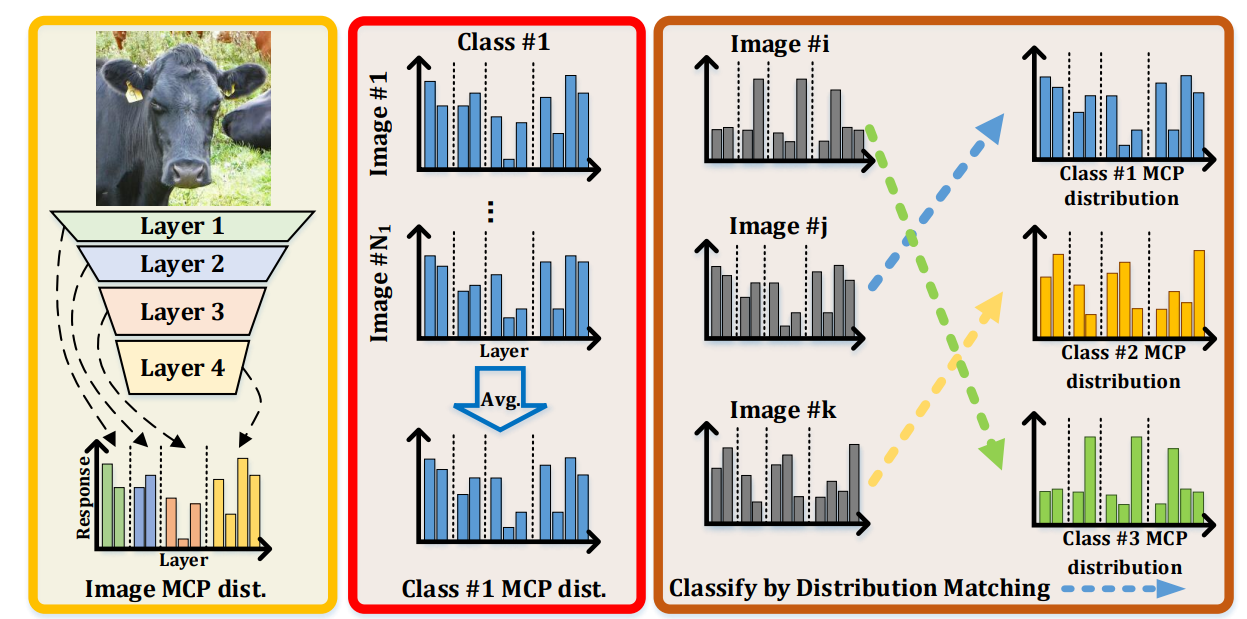 Layer 1
Layer 2
Layer 3
Layer 4
Response
Layer
Image MCP dist.
Class #1
Image #1
...
Image #N₁
Layer
Avg.
Class #1 MCP dist.
Image #i
Image #j
Image #k
Class #1 MCP
distribution
Class #2 MCP
distribution
Class #3 MCP
distribution
Classify by Distribution Matching